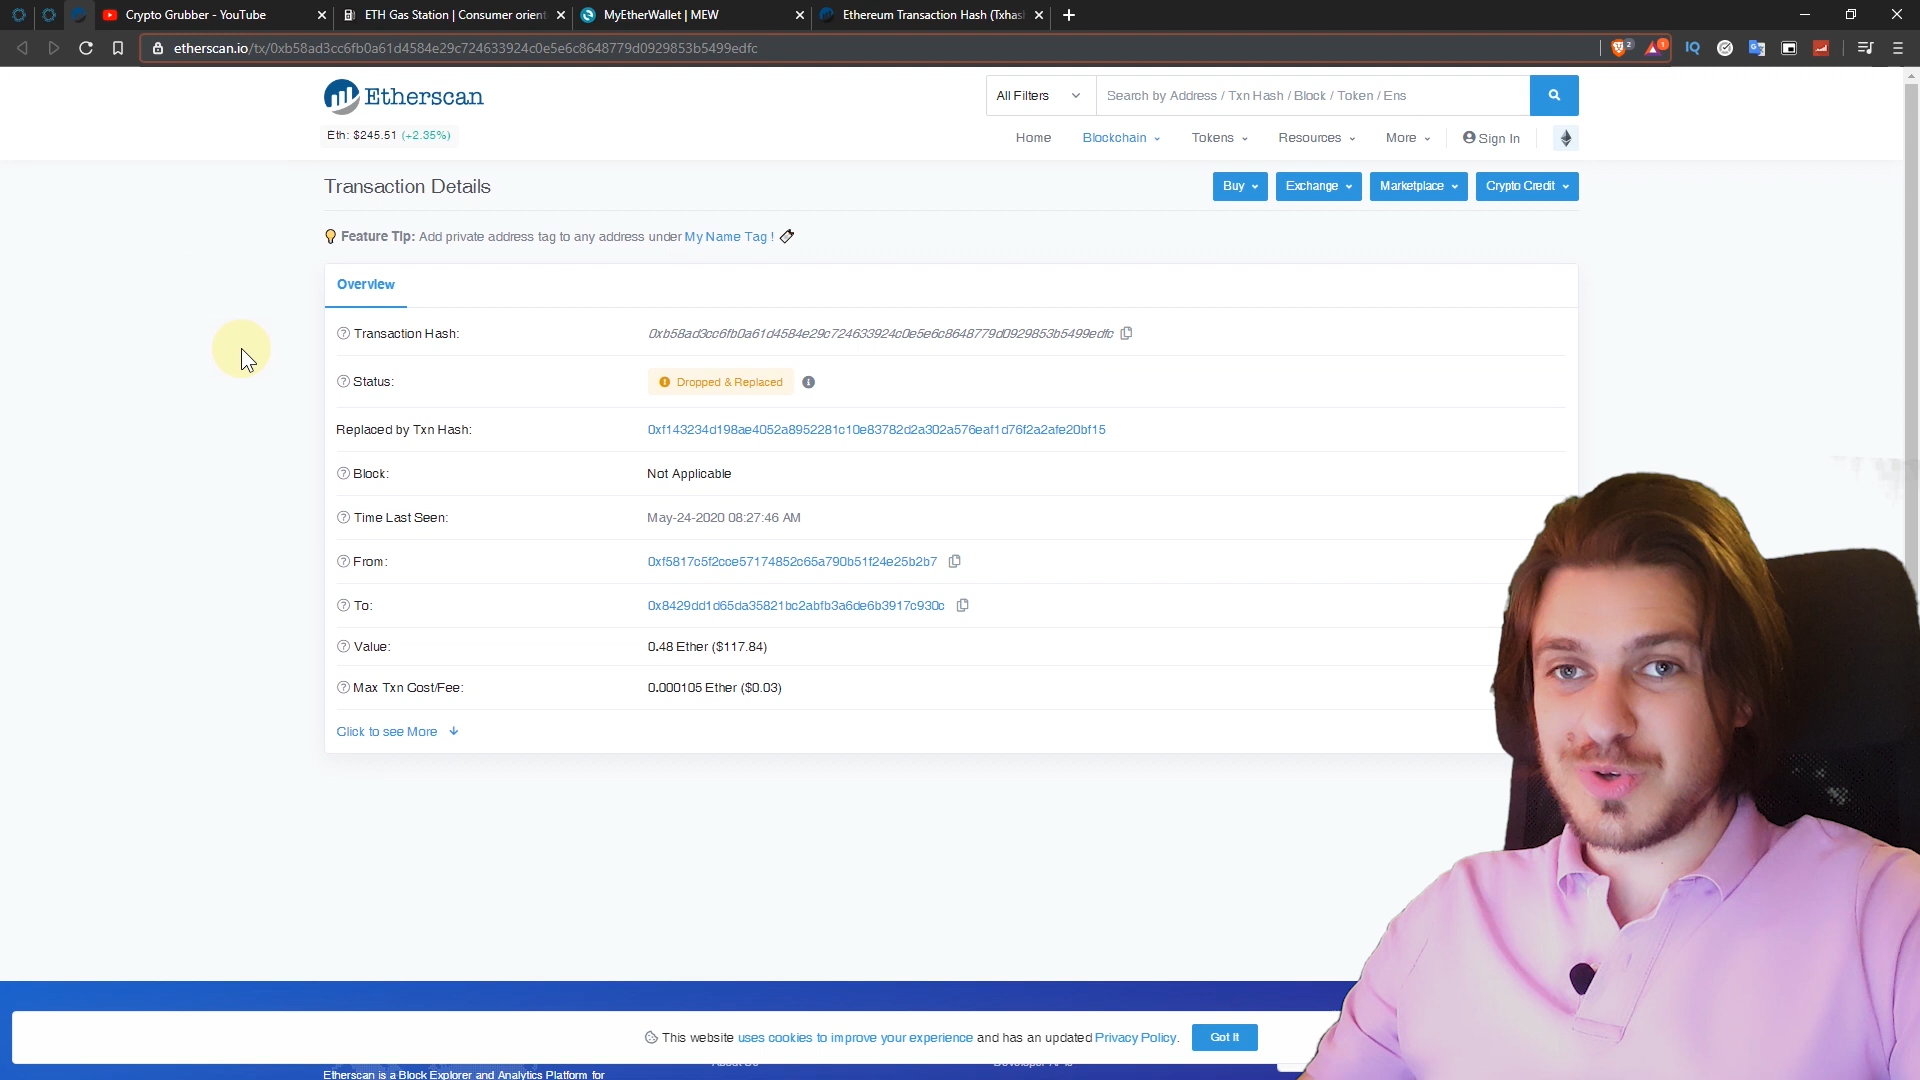 Crypto Grubber - YouTube
ETH Gas Station | Consumer orient
MyEtherWallet | MEW
Ethereum Transaction Hash (Txhas
etherscan.io/tx/0xb58ad3cc6fb0a61d4584e29c724633924c0e5e6c8648779d0929853b5499edfc
2
1
IQ
Etherscan
All Filters
Search by Address / Txn Hash / Block / Token / Ens
Eth: $245.51 (+2.35%)
Home Blockchain Tokens Resources More Sign In
Transaction Details
Buy Exchange Marketplace Crypto Credit
Feature Tip: Add private address tag to any address under My Name Tag !
Overview
Transaction Hash: 0xb58ad3cc6fb0a61d4584e29c724633924c0e5e6c8648779d0929853b5499edfc
Status: Dropped & Replaced
Replaced by Txn Hash: 0xf143234d198ae4052a8952281c10e83782d2a302a576eaf1d76f2a2afe20bf15
Block: Not Applicable
Time Last Seen: May-24-2020 08:27:46 AM
From: 0xf5817c5f2cce57174852c65a790b51f24e25b2b7
To: 0x8429dd1d65da35821bc2abfb3a6de6b3917c930c
Value: 0.48 Ether ($117.84)
Max Txn Cost/Fee: 0.000105 Ether ($0.03)
Click to see More
This website uses cookies to improve your experience and has an updated Privacy Policy. Got It
Etherscan is a Block Explorer and Analytics Platform for